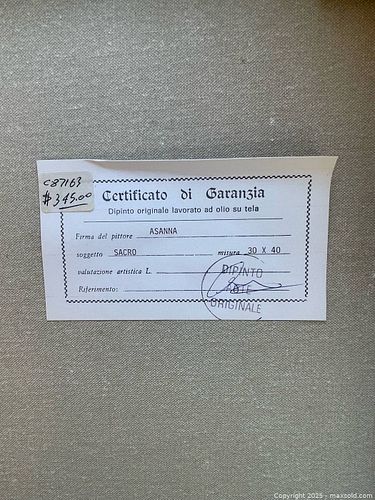 C87163
$345.00
Certificato di Garanzia
Dipinto originale lavorato ad olio su tela
Firma del pittore ASANNA
soggetto SACRO misura 30 X 40
valutazione artistica L.
Riferimento:
DIPINTO
ARTE
ORIGINALE
Copyright 2025 - maxsold.com